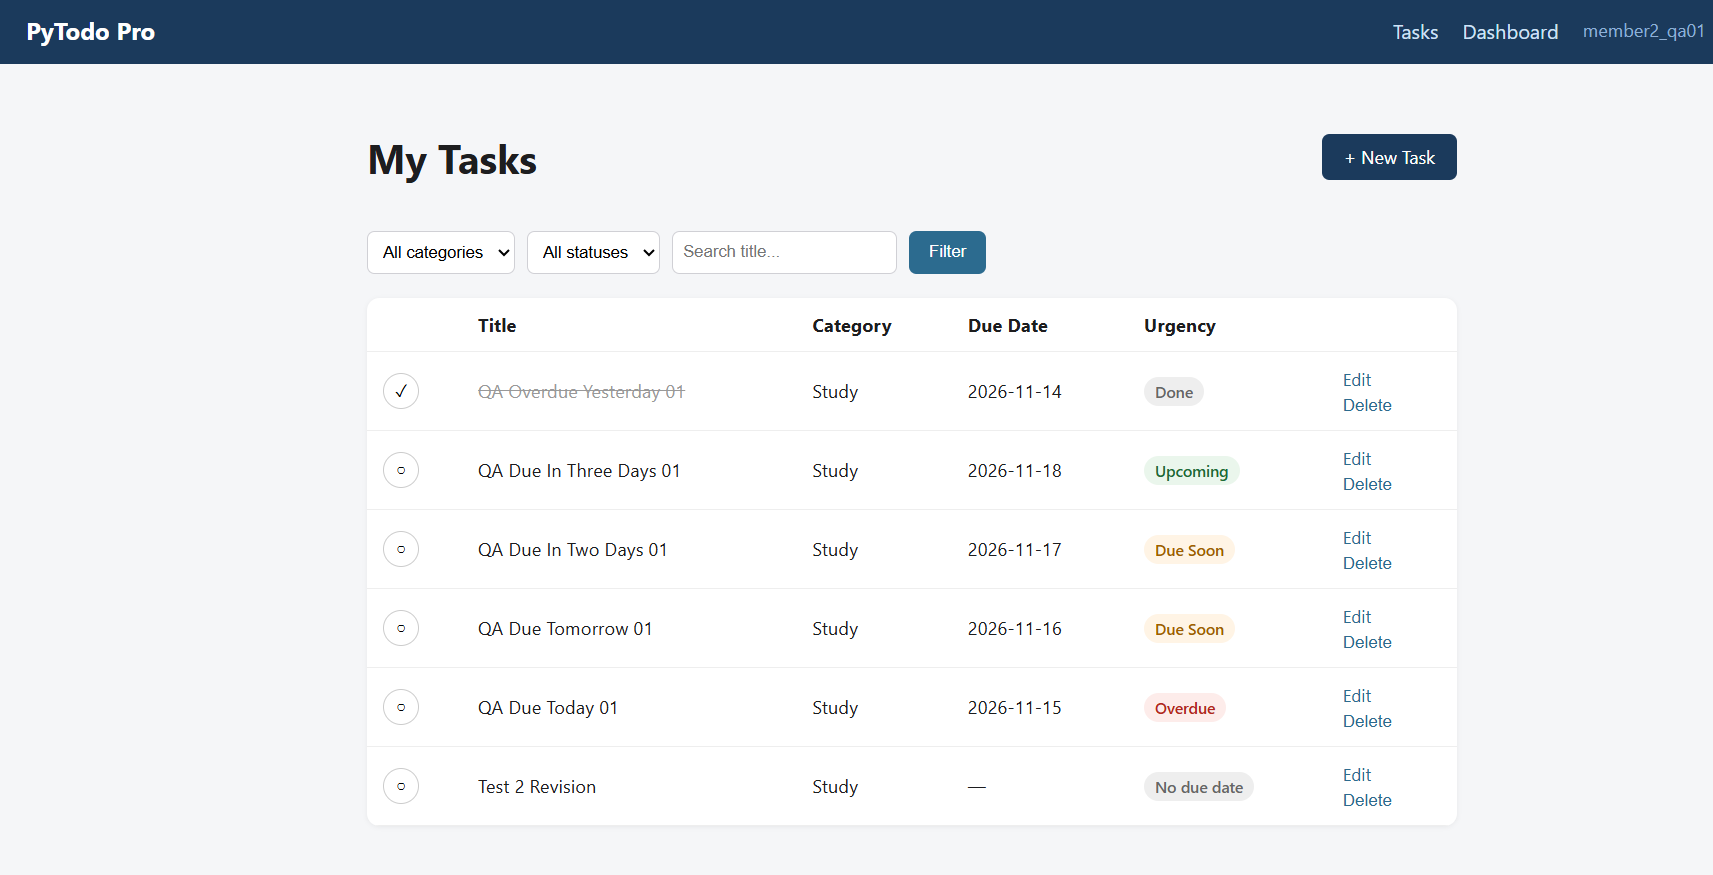 PyTodo Pro
Tasks Dashboard member2_qa01
My Tasks
+ New Task
All categories All statuses Search title... Filter
Title Category Due Date Urgency
✓ QA Overdue Yesterday 01 Study 2026-11-14 Done Edit
Delete
○ QA Due In Three Days 01 Study 2026-11-18 Upcoming Edit
Delete
○ QA Due In Two Days 01 Study 2026-11-17 Due Soon Edit
Delete
○ QA Due Tomorrow 01 Study 2026-11-16 Due Soon Edit
Delete
○ QA Due Today 01 Study 2026-11-15 Overdue Edit
Delete
○ Test 2 Revision Study — No due date Edit
Delete